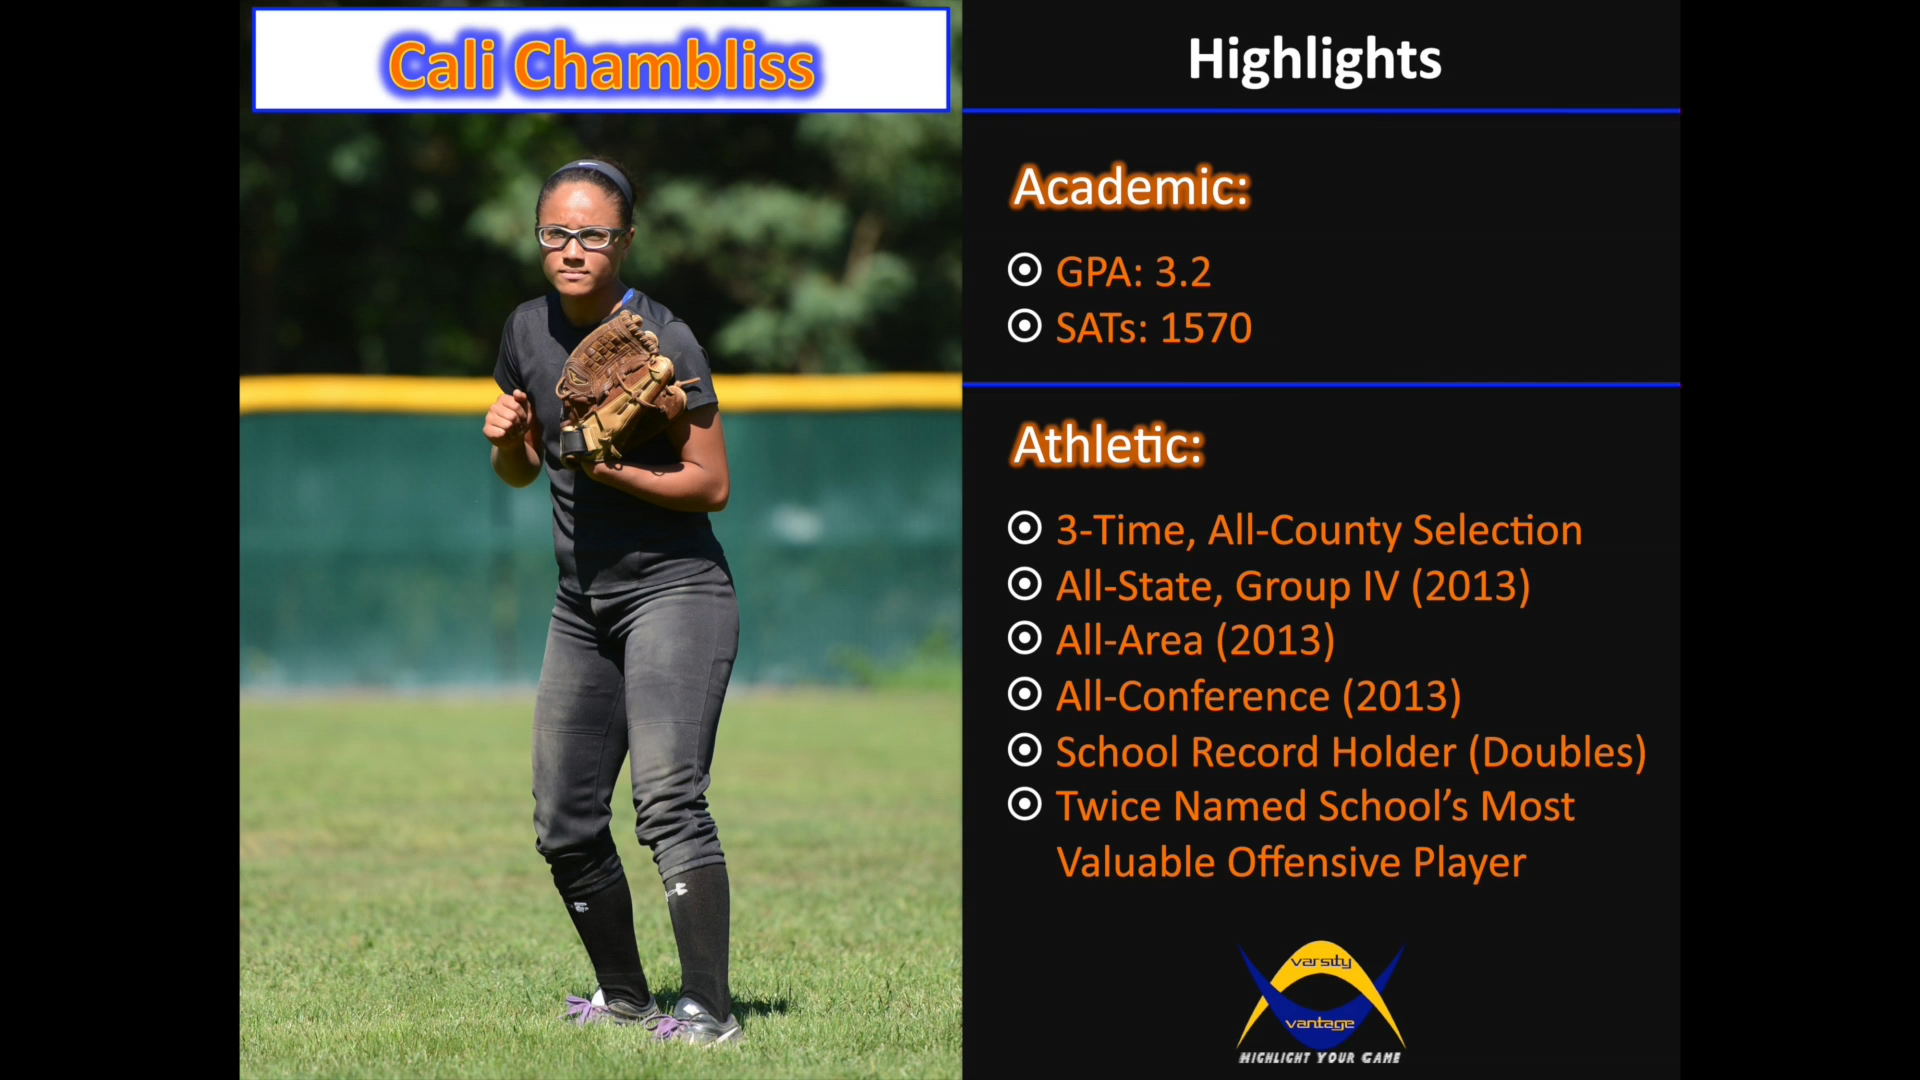 Cali Chambliss
Highlights
Academic:
GPA: 3.2
SATs: 1570
Athletic:
3-Time, All-County Selection
All-State, Group IV (2013)
All-Area (2013)
All-Conference (2013)
School Record Holder (Doubles)
Twice Named School’s Most
Valuable Offensive Player
varsity
vantage
HIGHLIGHT YOUR GAME